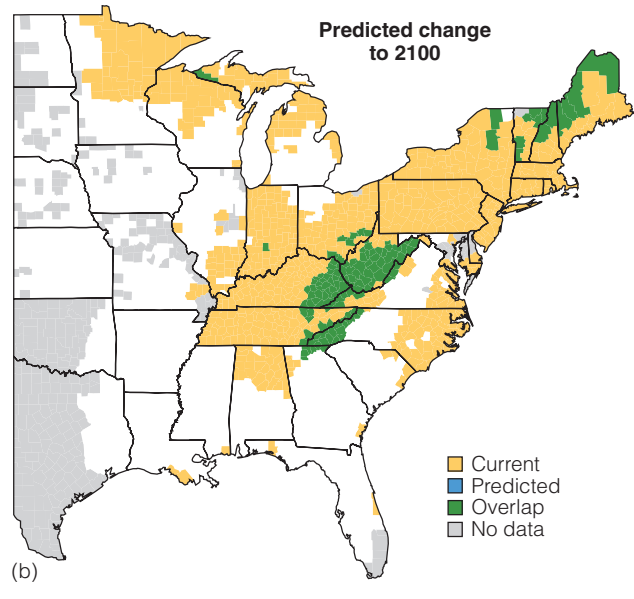 Predicted change
to 2100
Current
Predicted
Overlap
No data
(b)